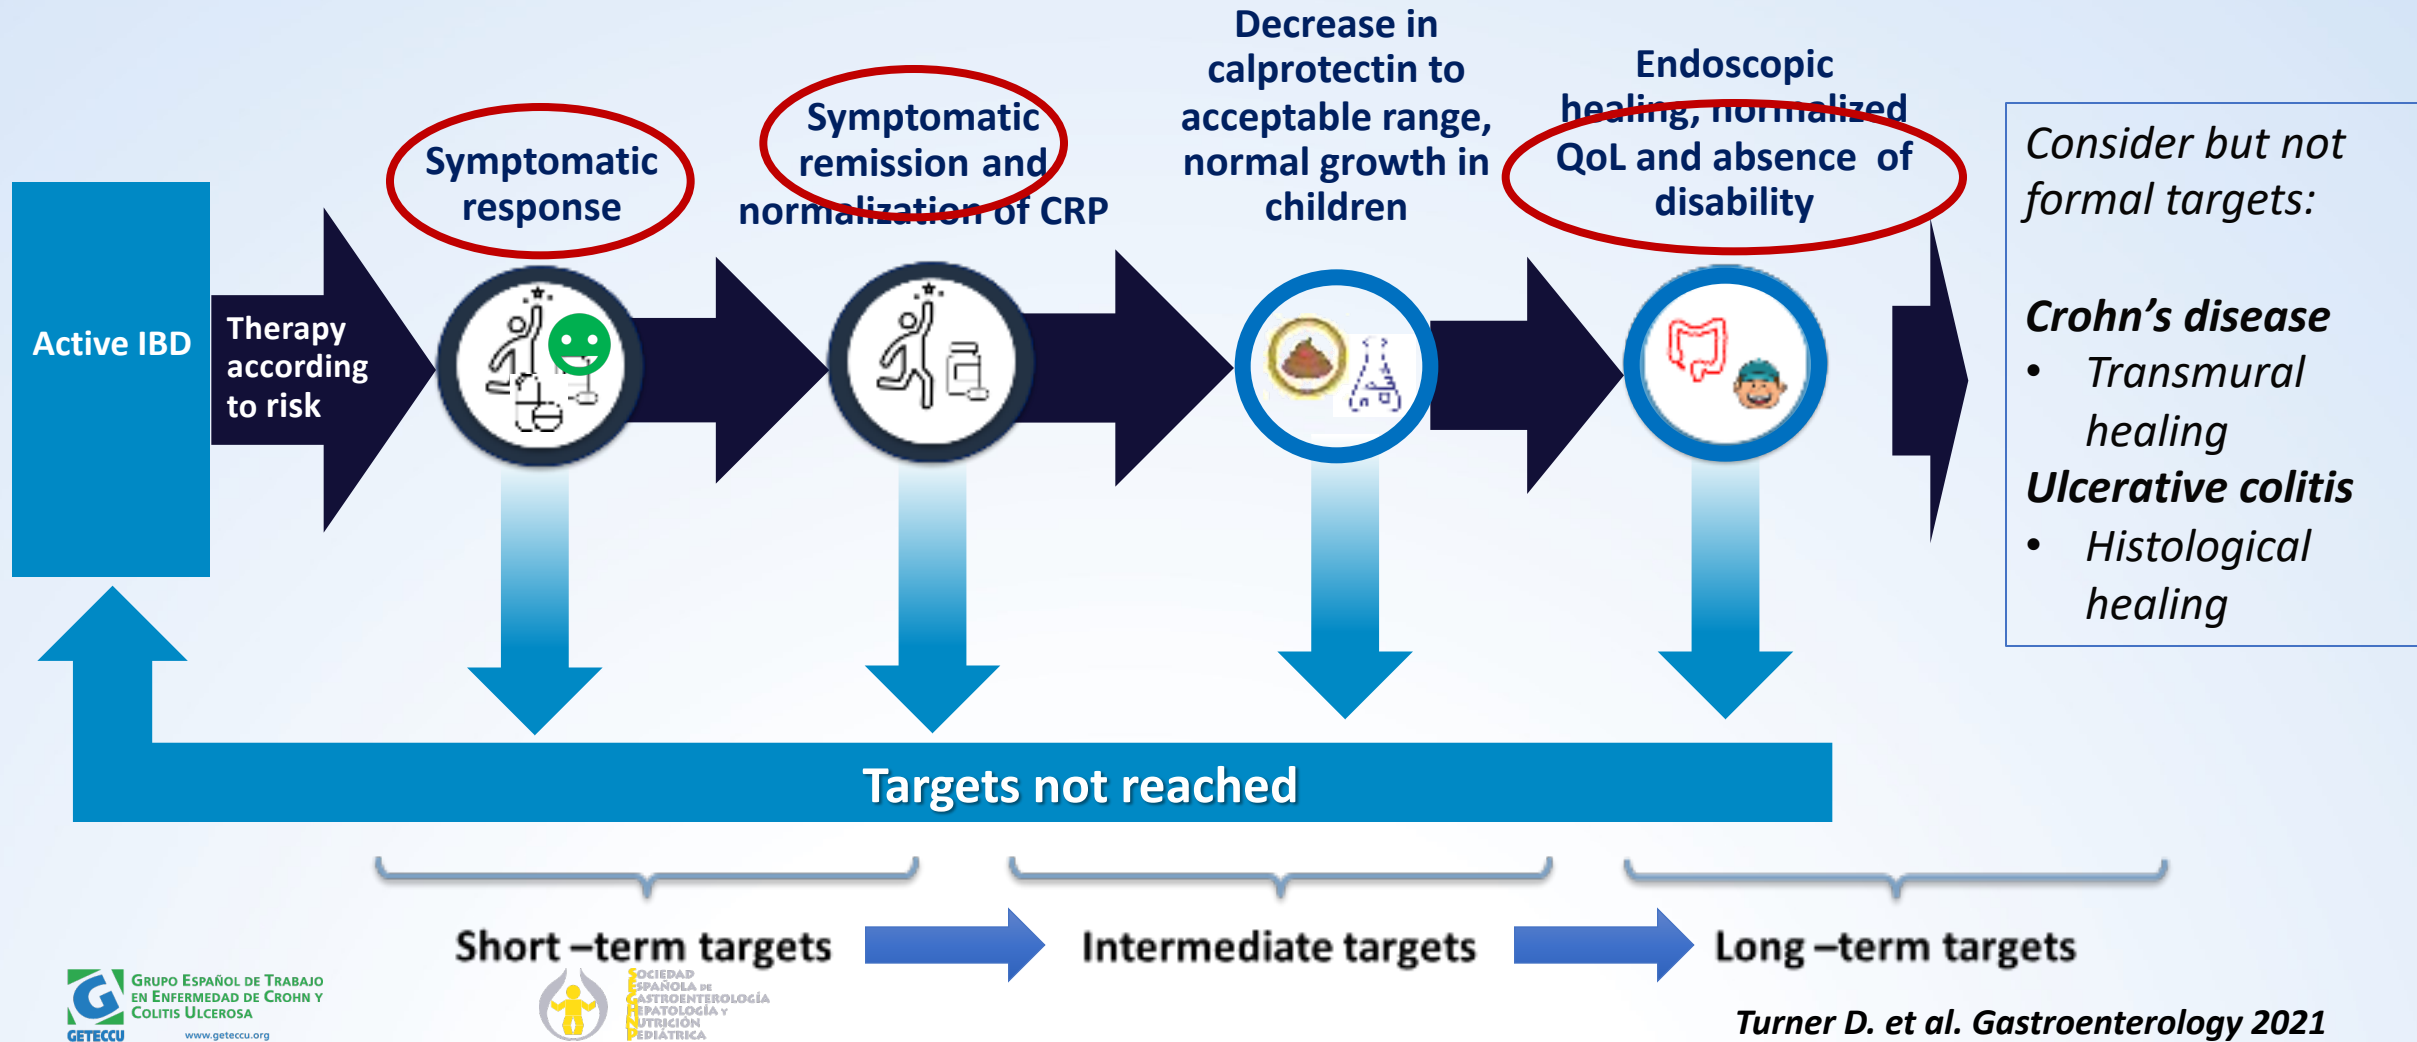 Active IBD
Therapy
according
to risk
Symptomatic
response
Symptomatic
remission and
normalization of CRP
Decrease in
calprotectin to
acceptable range,
normal growth in
children
Endoscopic
healing, normalized
QoL and absence of
disability
Consider but not
formal targets:
Crohn’s disease
• Transmural
healing
Ulcerative colitis
• Histological
healing
Targets not reached
Short –term targets
Intermediate targets
Long –term targets
GRUPO ESPAÑOL DE TRABAJO
EN ENFERMEDAD DE CROHN Y
COLITIS ULCEROSA
GETECCU
www.geteccu.org
SOCIEDAD
ESPAÑOLA DE
GASTROENTEROLOGÍA
HEPATOLOGÍA Y
NUTRICIÓN
PEDIÁTRICA
Turner D. et al. Gastroenterology 2021